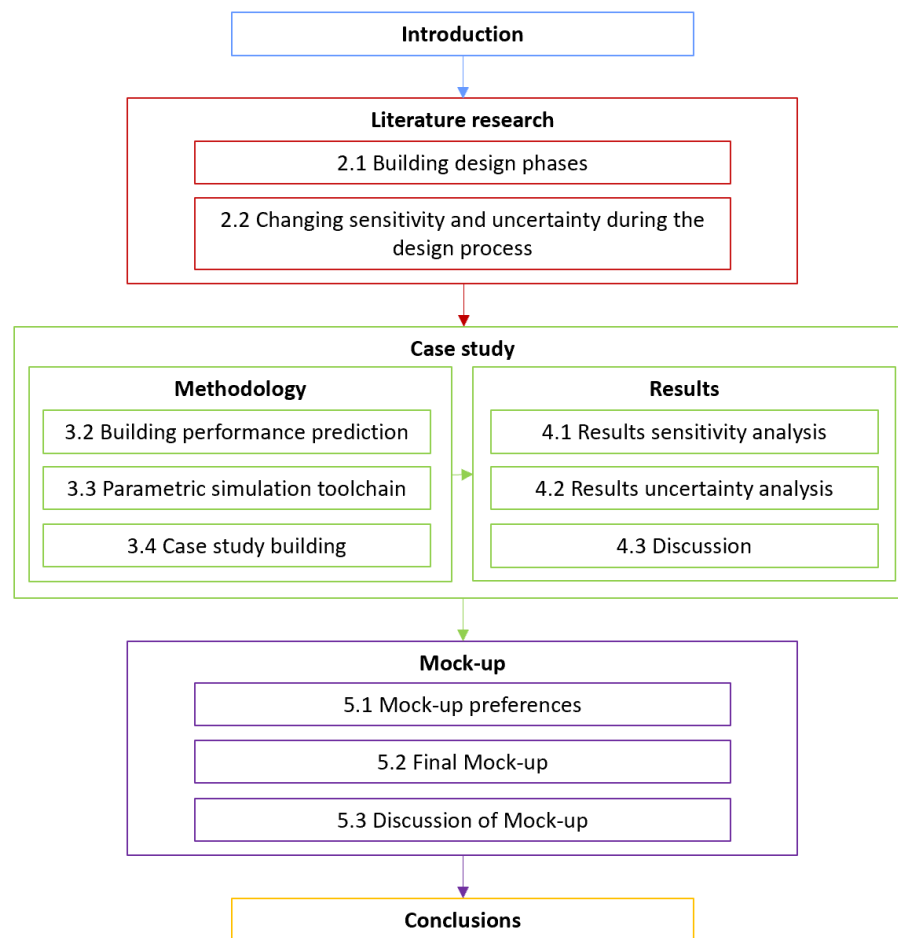 Introduction
Literature research
2.1 Building design phases
2.2 Changing sensitivity and uncertainty during the
design process
Case study
Methodology
3.2 Building performance prediction
3.3 Parametric simulation toolchain
3.4 Case study building
Results
4.1 Results sensitivity analysis
4.2 Results uncertainty analysis
4.3 Discussion
Mock-up
5.1 Mock-up preferences
5.2 Final Mock-up
5.3 Discussion of Mock-up
Conclusions